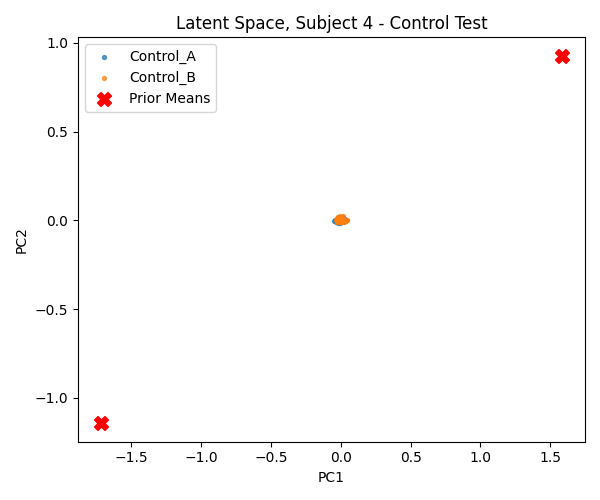 Latent Space, Subject 4 - Control Test
Control_A
Control_B
Prior Means
1.0
0.5
0.0
−0.5
−1.0
PC2
−1.5
−1.0
−0.5
0.0
0.5
1.0
1.5
PC1